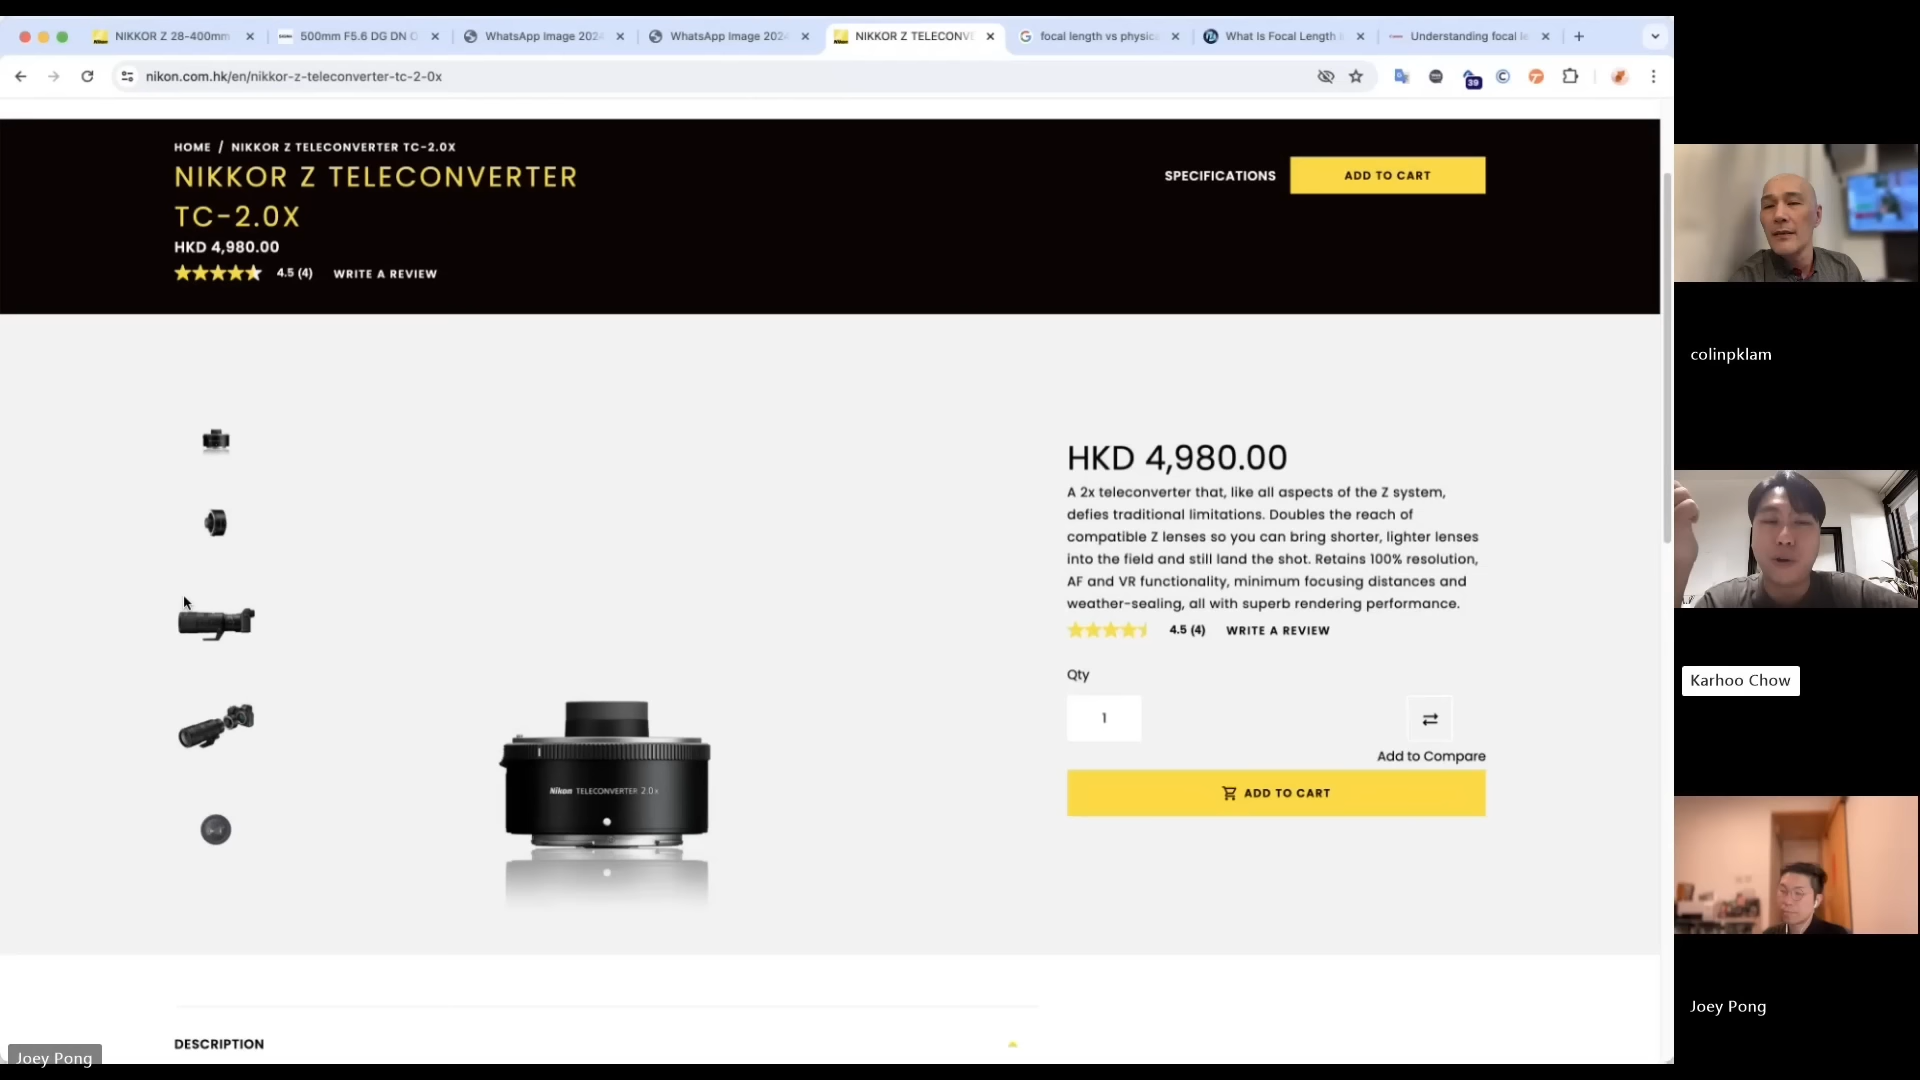 NIKKOR Z 28-400mm
500mm F5.6 DG DN
WhatsApp Image 2024
WhatsApp Image 2024
NIKKOR Z TELECONVE
focal length vs physic
What Is Focal Length
Understanding focal le
nikon.com.hk/en/nikkor-z-teleconverter-tc-2-0x
39
HOME / NIKKOR Z TELECONVERTER TC-2.0X
NIKKOR Z TELECONVERTER
TC-2.0X
HKD 4,980.00
4.5 (4) WRITE A REVIEW
SPECIFICATIONS
ADD TO CART
HKD 4,980.00
A 2x teleconverter that, like all aspects of the Z system,
defies traditional limitations. Doubles the reach of
compatible Z lenses so you can bring shorter, lighter lenses
into the field and still land the shot. Retains 100% resolution,
AF and VR functionality, minimum focusing distances and
weather-sealing, all with superb rendering performance.
4.5 (4) WRITE A REVIEW
Qty
1
Add to Compare
ADD TO CART
Nikon TELECONVERTER 2.0x
DESCRIPTION
Joey Pong
colinpklam
Karhoo Chow
Joey Pong